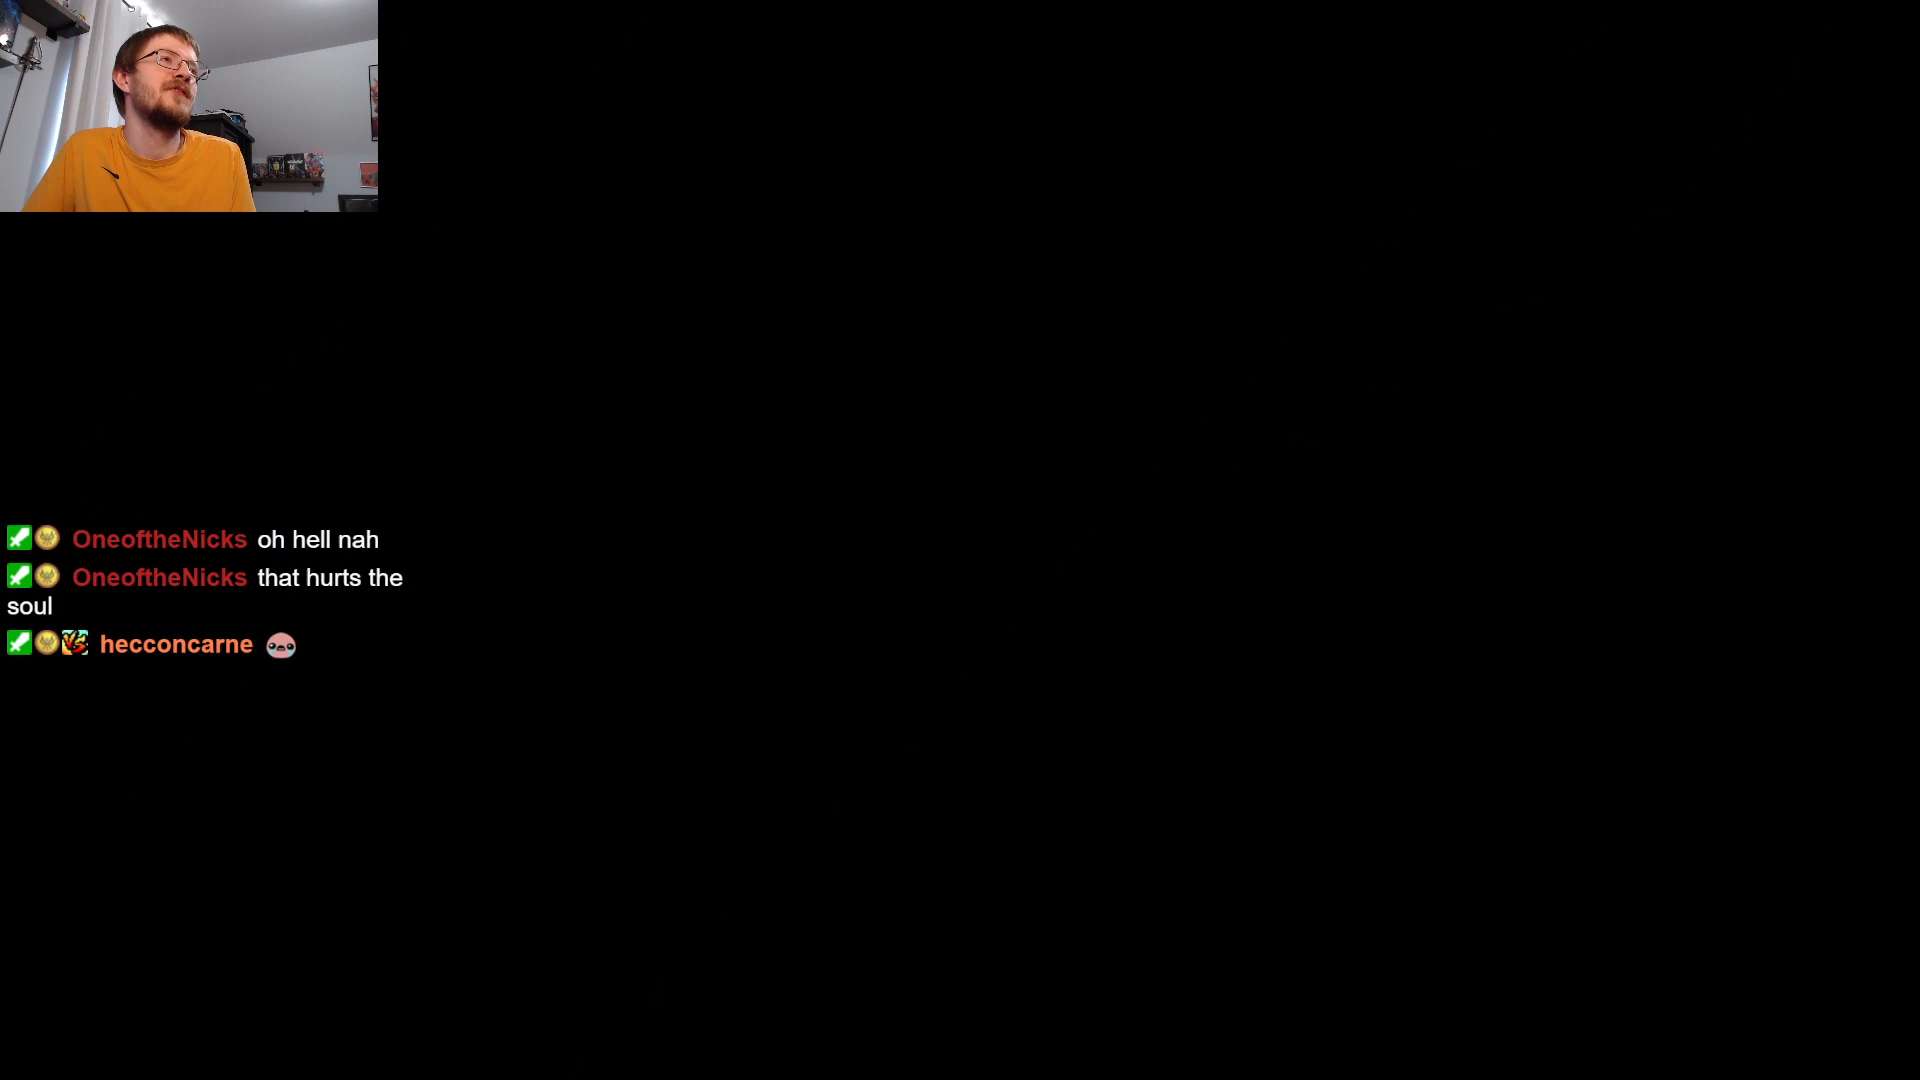 OneoftheNicks oh hell nah
OneoftheNicks that hurts the
soul
hecconcarne